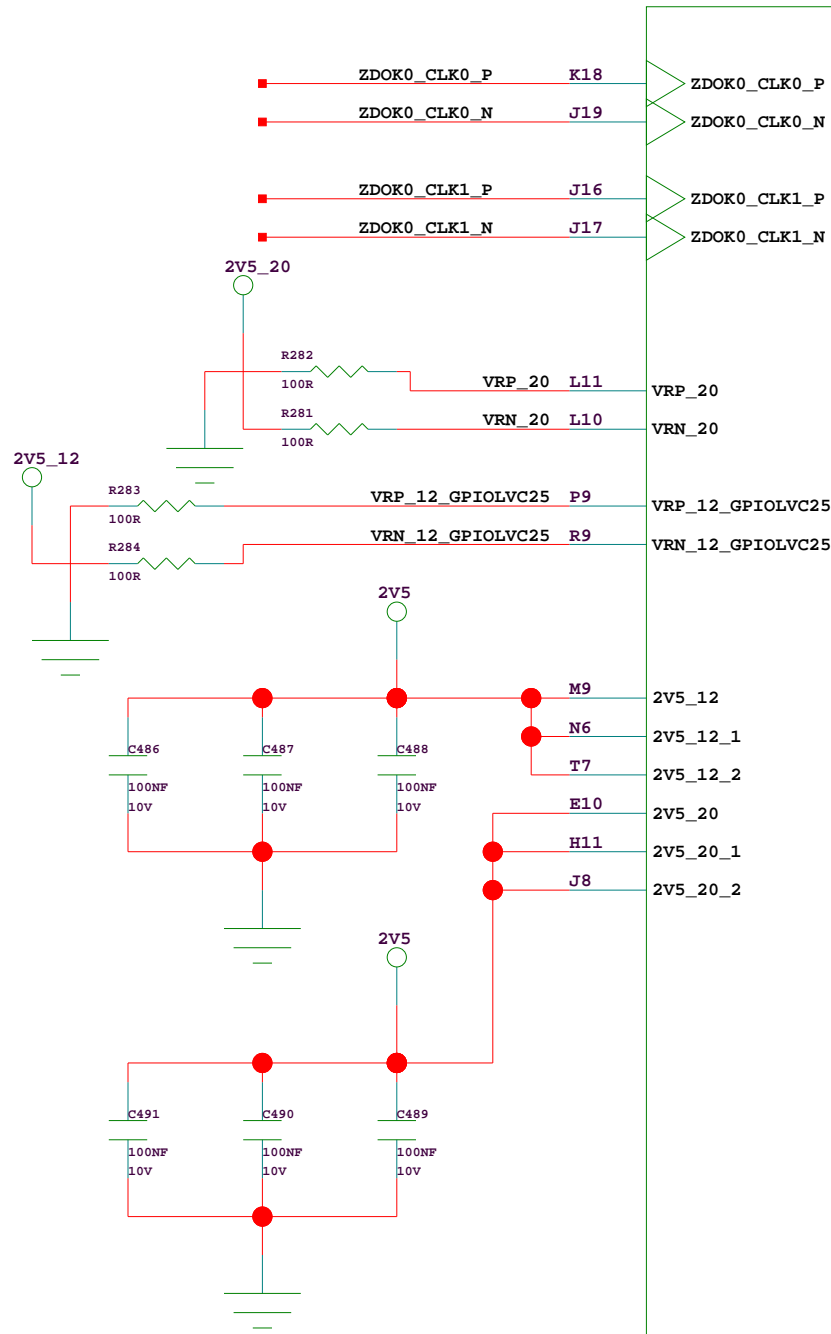 ZDOK0_CLK0_P K18 ZDOK0_CLK0_P
ZDOK0_CLK0_N J19 ZDOK0_CLK0_N
ZDOK0_CLK1_P J16 ZDOK0_CLK1_P
ZDOK0_CLK1_N J17 ZDOK0_CLK1_N
2V5_20
R282
100R
VRP_20 L11 VRP_20
R281
100R
VRN_20 L10 VRN_20
2V5_12
R283
100R
VRP_12_GPIOLVC25 P9 VRP_12_GPIOLVC25
R284
100R
VRN_12_GPIOLVC25 R9 VRN_12_GPIOLVC25
2V5
M9 2V5_12
N6 2V5_12_1
T7 2V5_12_2
E10 2V5_20
H11 2V5_20_1
J8 2V5_20_2
C486 C487 C488
100NF 100NF 100NF
10V 10V 10V
2V5
C491 C490 C489
100NF 100NF 100NF
10V 10V 10V